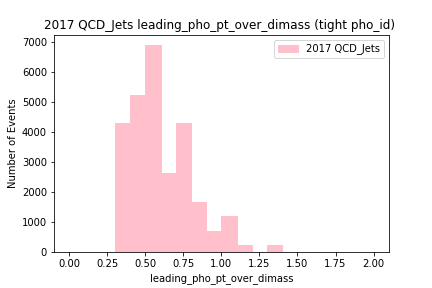 2017 QCD_Jets leading_pho_pt_over_dimass (tight pho_id)
2017 QCD_Jets
Number of Events
7000
6000
5000
4000
3000
2000
1000
0
0.00 0.25 0.50 0.75 1.00 1.25 1.50 1.75 2.00
leading_pho_pt_over_dimass